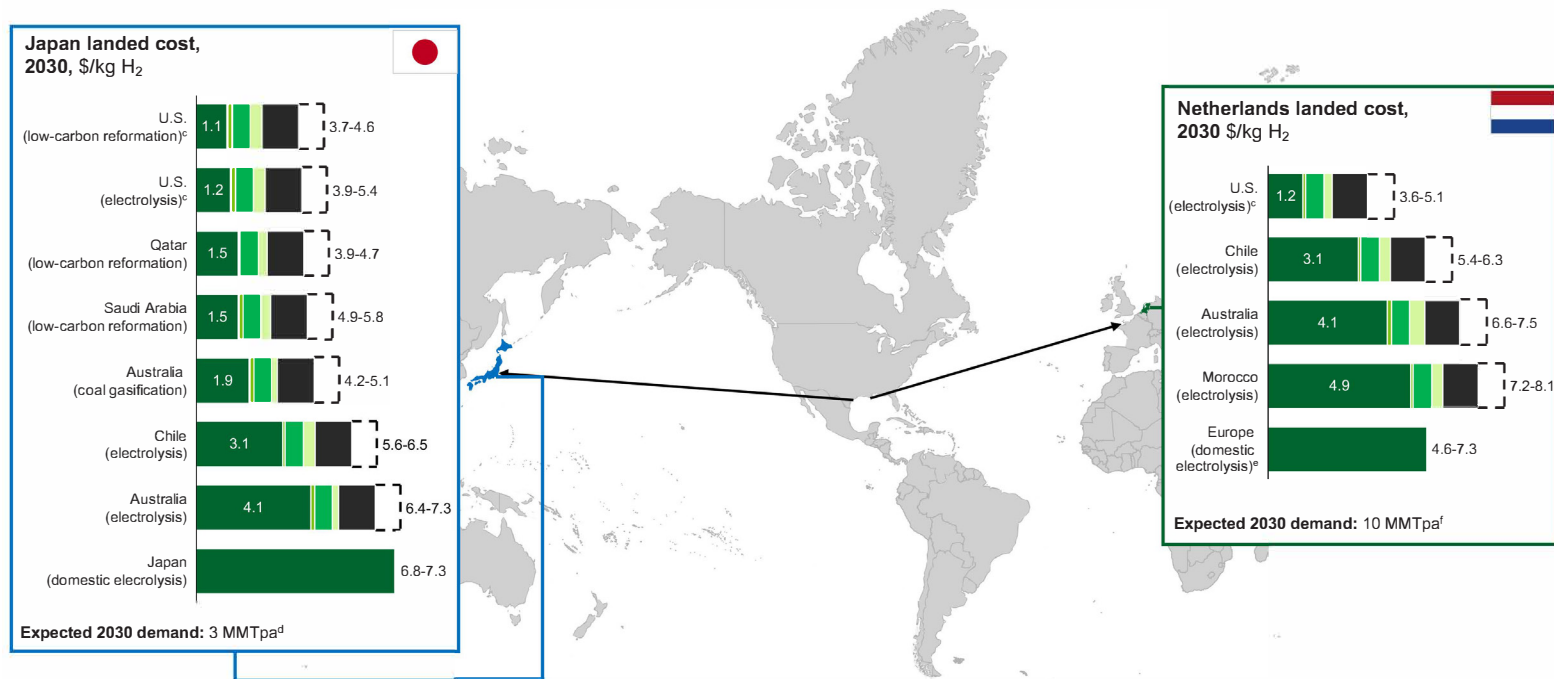 Japan landed cost,
2030, $/kg H₂
U.S.
(low-carbon reformation)ᶜ
1.1
3.7-4.6
U.S.
(electrolysis)ᶜ
1.2
3.9-5.4
Qatar
(low-carbon reformation)
1.5
3.9-4.7
Saudi Arabia
(low-carbon reformation)
1.5
4.9-5.8
Australia
(coal gasification)
1.9
4.2-5.1
Chile
(electrolysis)
3.1
5.6-6.5
Australia
(electrolysis)
4.1
6.4-7.3
Japan
(domestic elecrolysis)
6.8-7.3
Expected 2030 demand: 3 MMTpaᵈ
Netherlands landed cost,
2030 $/kg H₂
U.S.
(electrolysis)ᶜ
1.2
3.6-5.1
Chile
(electrolysis)
3.1
5.4-6.3
Australia
(electrolysis)
4.1
6.6-7.5
Morocco
(electrolysis)
4.9
7.2-8.1
Europe
(domestic
electrolysis)ᵉ
4.6-7.3
Expected 2030 demand: 10 MMTpaᶠ